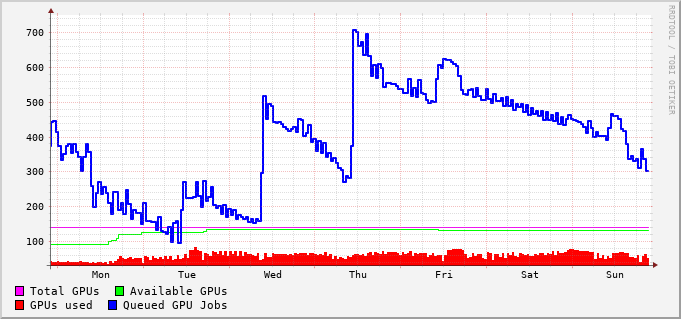 700
600
500
400
300
200
100
Mon Tue Wed Thu Fri Sat Sun
Total GPUs Available GPUs
GPUs used Queued GPU Jobs
RRDTOOL / TOBI OETIKER